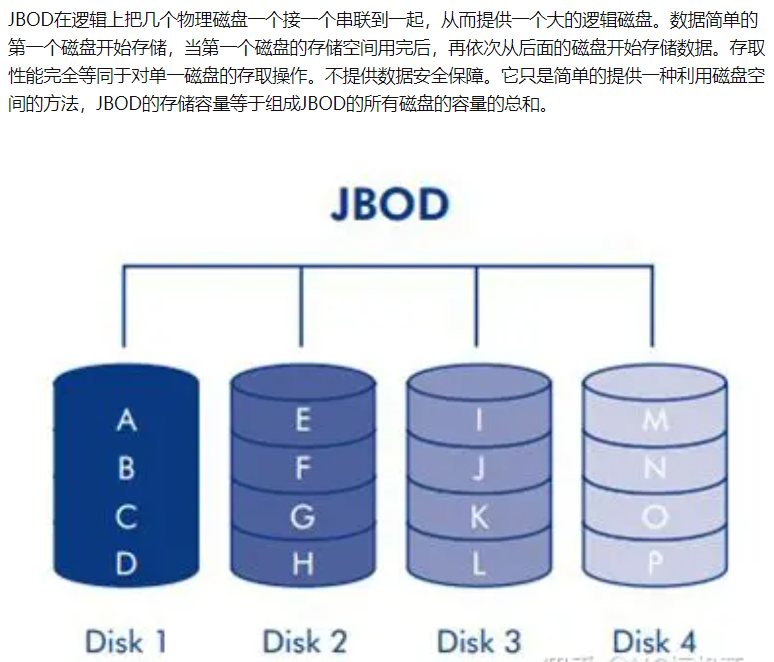 JBOD在逻辑上把几个物理磁盘一个接一个串联到一起，从而提供一个大的逻辑磁盘。数据简单的
第一个磁盘开始存储，当第一个磁盘的存储空间用完后，再依次从后面的磁盘开始存储数据。存取
性能完全等同于对单一磁盘的存取操作。不提供数据安全保障。它只是简单的提供一种利用磁盘空
间的方法，JBOD的存储容量等于组成JBOD的所有磁盘的容量的总和。
JBOD
A E I M
B F J N
C G K O
D H L P
Disk 1 Disk 2 Disk 3 Disk 4